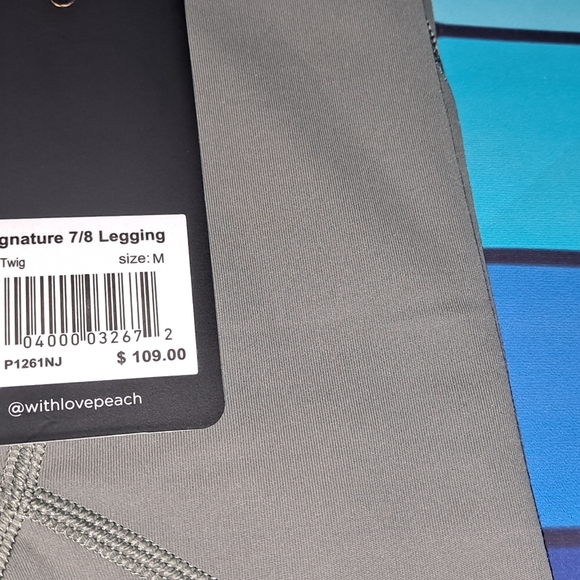 gnature 7/8 Legging
Twig size: M
04000 03267 2
P1261NJ $ 109.00
@withlovepeach